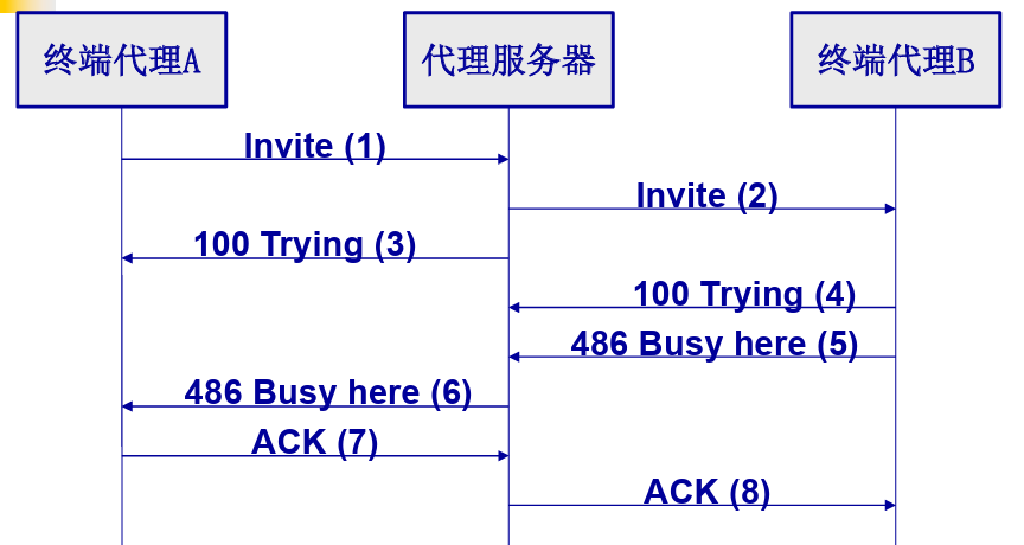 终端代理A
代理服务器
终端代理B
Invite (1)
Invite (2)
100 Trying (3)
100 Trying (4)
486 Busy here (5)
486 Busy here (6)
ACK (7)
ACK (8)